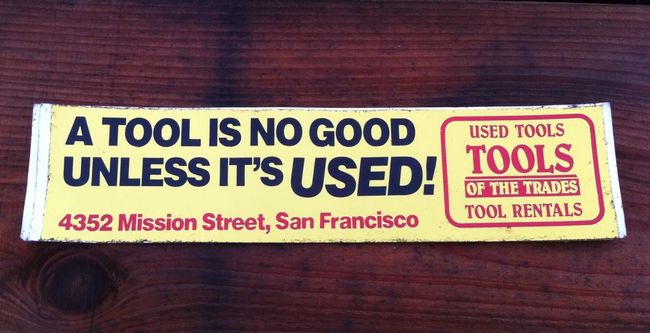 A TOOL IS NO GOOD
UNLESS IT'S USED!
4352 Mission Street, San Francisco
USED TOOLS
TOOLS
OF THE TRADES
TOOL RENTALS